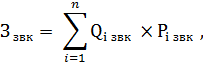 З звк = n ∑ i=1 Qi звк × Pi звк ,